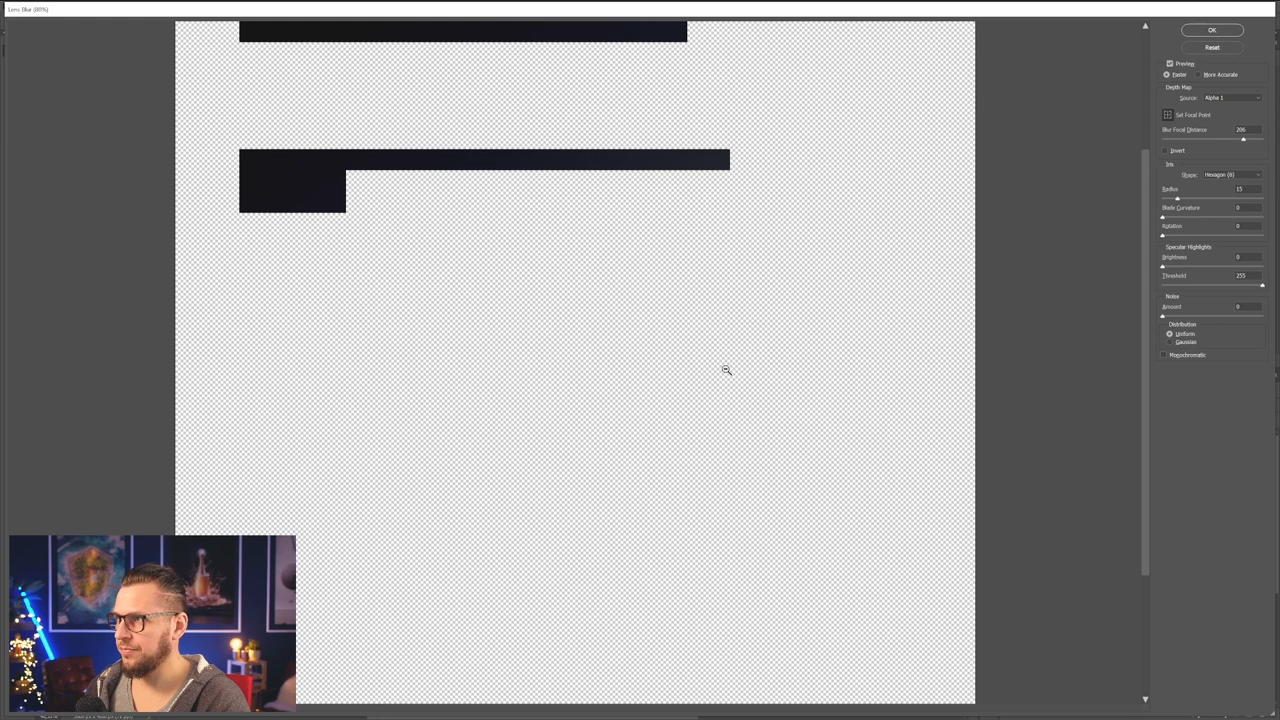 Lens Blur (80%)
OK
Reset
Preview
Faster
More Accurate
Depth Map
Source: Alpha 1
Set Focal Point
Blur Focal Distance 206
Invert
Iris
Shape: Hexagon (6)
Radius 15
Blade Curvature 0
Rotation 0
Specular Highlights
Brightness 0
Threshold 255
Noise
Amount 0
Distribution
Uniform
Gaussian
Monochromatic